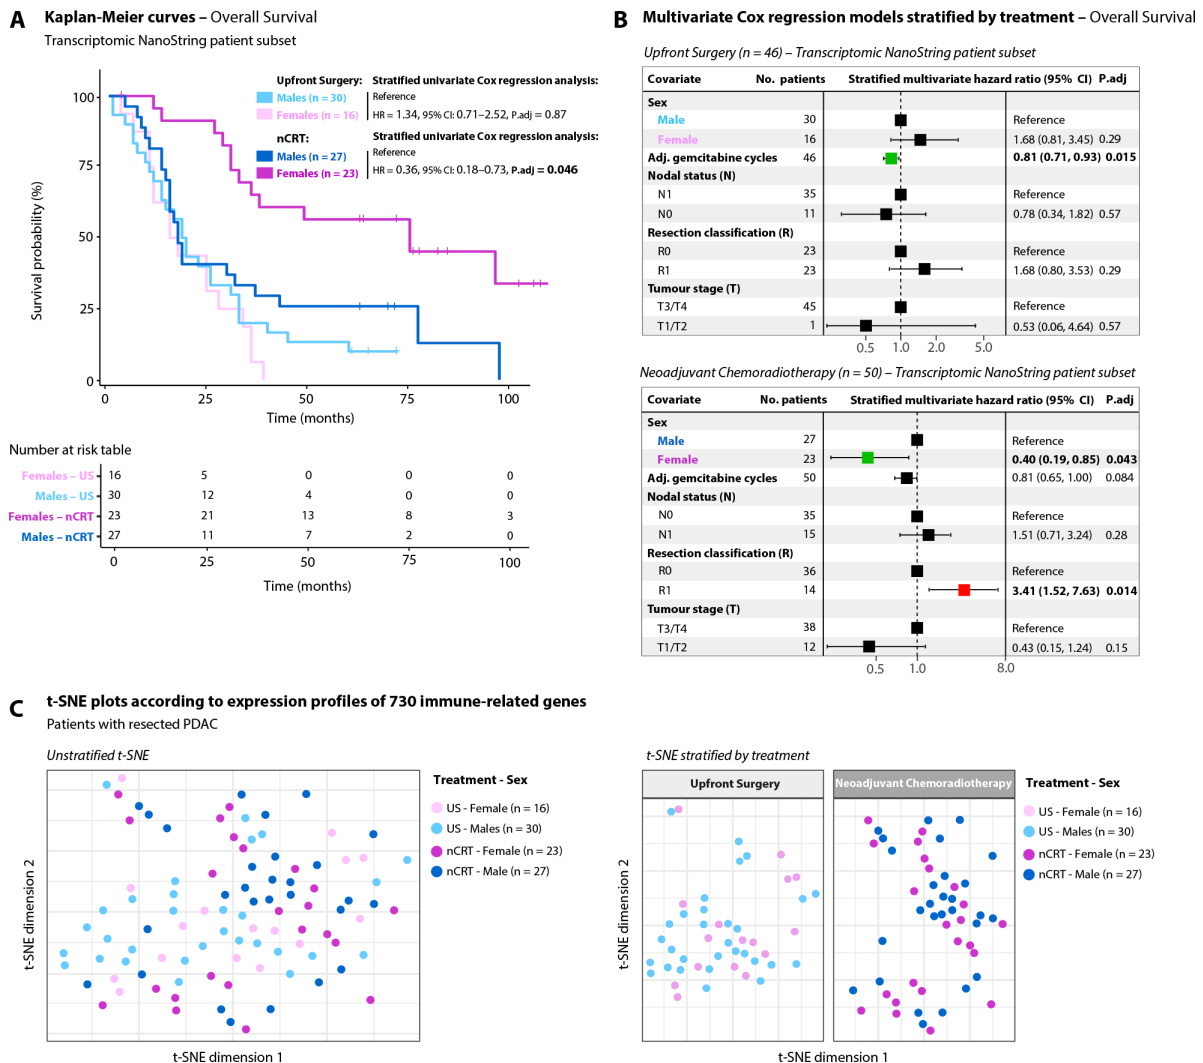 A Kaplan-Meier curves – Overall Survival
Transcriptomic NanoString patient subset
Upfront Surgery: Stratified univariate Cox regression analysis:
Males (n = 30) Reference
Females (n = 16) HR = 1.34, 95% CI: 0.71–2.52, P.adj = 0.87
nCRT: Stratified univariate Cox regression analysis:
Males (n = 27) Reference
Females (n = 23) HR = 0.36, 95% CI: 0.18–0.73, P.adj = 0.046
Survival probability (%)
100
75
50
25
0
0 25 50 75 100
Time (months)
Number at risk table
Females – US 16 5 0 0 0
Males – US 30 12 4 0 0
Females – nCRT 23 21 13 8 3
Males – nCRT 27 11 7 2 0
0 25 50 75 100
Time (months)
B Multivariate Cox regression models stratified by treatment – Overall Survival
Upfront Surgery (n = 46) – Transcriptomic NanoString patient subset
Covariate No. patients Stratified multivariate hazard ratio (95% CI) P.adj
Sex
Male 30 Reference
Female 16 1.68 (0.81, 3.45) 0.29
Adj. gemcitabine cycles 46 0.81 (0.71, 0.93) 0.015
Nodal status (N)
N1 35 Reference
N0 11 0.78 (0.34, 1.82) 0.57
Resection classification (R)
R0 23 Reference
R1 23 1.68 (0.80, 3.53) 0.29
Tumour stage (T)
T3/T4 45 Reference
T1/T2 1 0.53 (0.06, 4.64) 0.57
0.5 1.0 2.0 5.0
Neoadjuvant Chemoradiotherapy (n = 50) – Transcriptomic NanoString patient subset
Covariate No. patients Stratified multivariate hazard ratio (95% CI) P.adj
Sex
Male 27 Reference
Female 23 0.40 (0.19, 0.85) 0.043
Adj. gemcitabine cycles 50 0.81 (0.65, 1.00) 0.084
Nodal status (N)
N0 35 Reference
N1 15 1.51 (0.71, 3.24) 0.28
Resection classification (R)
R0 36 Reference
R1 14 3.41 (1.52, 7.63) 0.014
Tumour stage (T)
T3/T4 38 Reference
T1/T2 12 0.43 (0.15, 1.24) 0.15
0.5 1.0 8.0
C t-SNE plots according to expression profiles of 730 immune-related genes
Patients with resected PDAC
Unstratified t-SNE
t-SNE dimension 2
t-SNE dimension 1
Treatment - Sex
US - Female (n = 16)
US - Males (n = 30)
nCRT - Female (n = 23)
nCRT - Male (n = 27)
t-SNE stratified by treatment
Upfront Surgery Neoadjuvant Chemoradiotherapy
t-SNE dimension 2
t-SNE dimension 1
Treatment - Sex
US - Female (n = 16)
US - Males (n = 30)
nCRT - Female (n = 23)
nCRT - Male (n = 27)